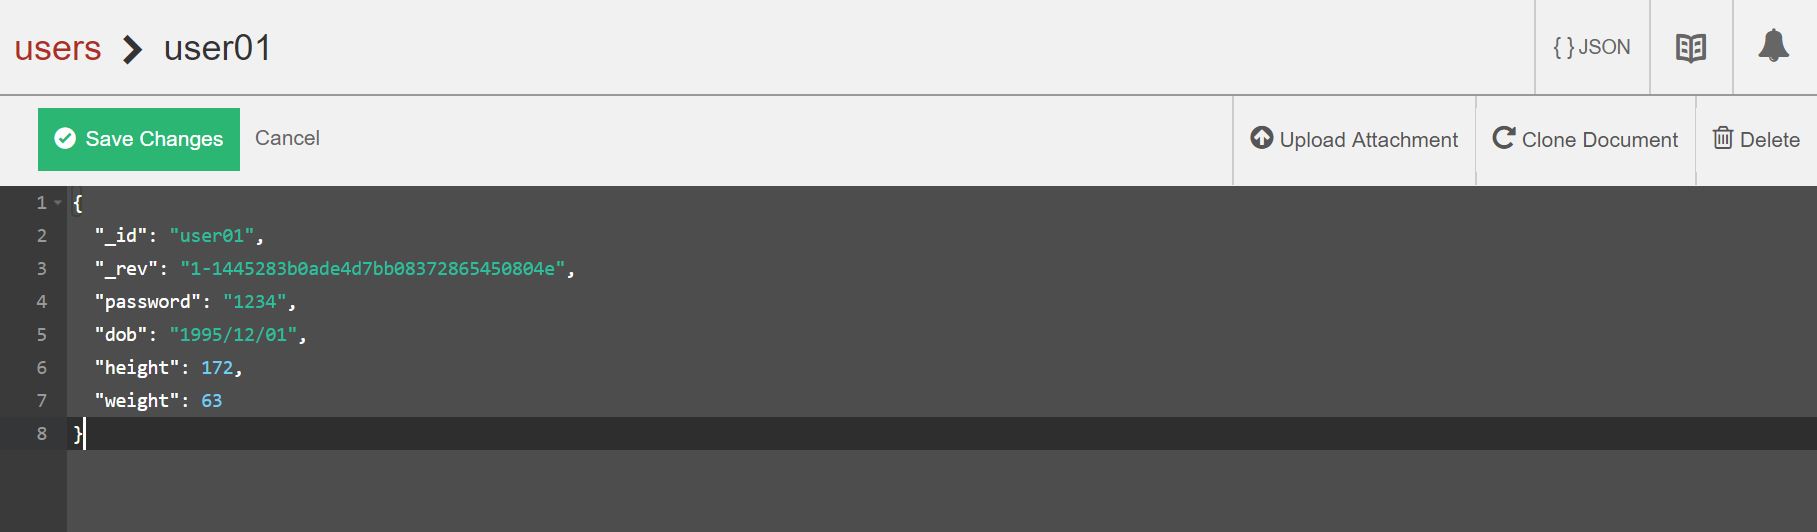 users > user01
{ } JSON
Save Changes
Cancel
Upload Attachment
Clone Document
Delete
1 {
2 "_id": "user01",
3 "_rev": "1-1445283b0ade4d7bb08372865450804e",
4 "password": "1234",
5 "dob": "1995/12/01",
6 "height": 172,
7 "weight": 63
8 }